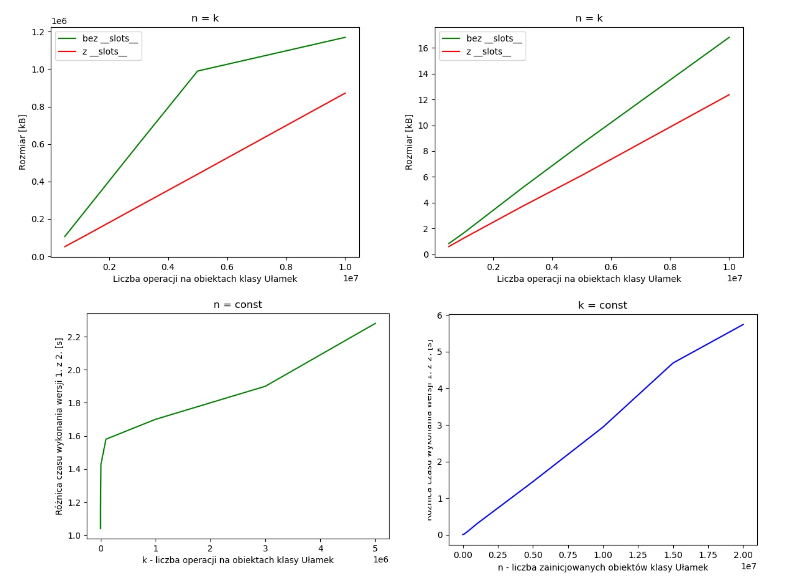 n = k
1e6
1.2
1.0
0.8
0.6
0.4
0.2
0.0
Rozmiar [kB]
bez __slots__
z __slots__
0.2 0.4 0.6 0.8 1.0
1e7
Liczba operacji na obiektach klasy Ułamek
n = k
16
14
12
10
8
6
4
2
0
Rozmiar [kB]
bez __slots__
z __slots__
0.2 0.4 0.6 0.8 1.0
1e7
Liczba operacji na obiektach klasy Ułamek
n = const
2.2
2.0
1.8
1.6
1.4
1.2
1.0
Różnica czasu wykonania wersji 1. z 2. [s]
0 1 2 3 4 5
1e6
k - liczba operacji na obiektach klasy Ułamek
k = const
6
5
4
3
2
1
0
Różnica czasu wykonania wersji 1. z 2. [s]
0.00 0.25 0.50 0.75 1.00 1.25 1.50 1.75 2.00
1e7
n - liczba zainicjowanych obiektów klasy Ułamek